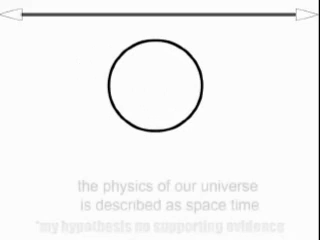 the physics of our universe
is described as space time
*my hypothesis no supporting evidence